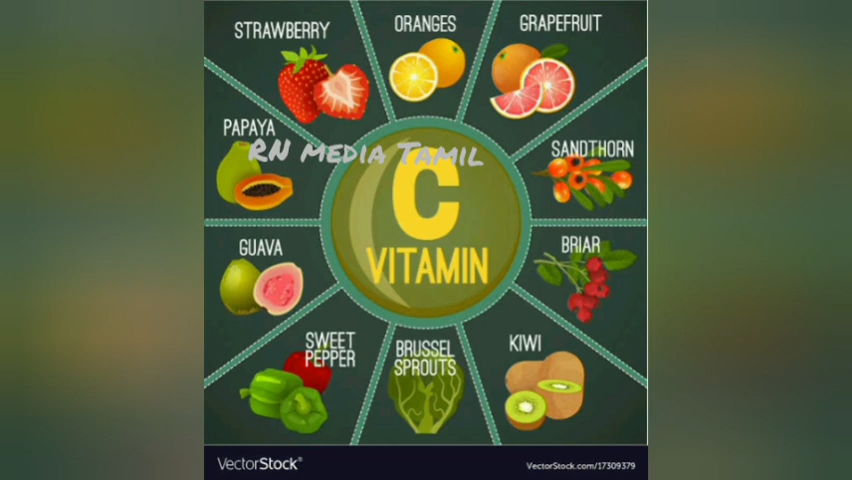 STRAWBERRY
ORANGES
GRAPEFRUIT
PAPAYA
RN MEDIA TAMIL
SANDTHORN
C
VITAMIN
GUAVA
BRIAR
SWEET
PEPPER
BRUSSEL
SPROUTS
KIWI
VectorStock®
VectorStock.com/17309379